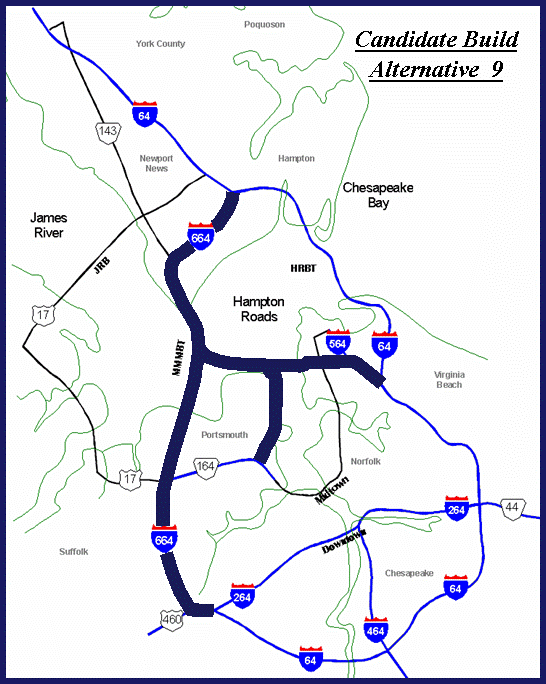 Poquoson
Candidate Build
Alternative 9
York County
64
143
Newport
News
Hampton
Chesapeake
Bay
James
River
664
JRB
HRBT
17
Hampton
Roads
564
64
MMMBT
Virginia
Beach
Portsmouth
164
Norfolk
17
Midtown
264
44
664
Downtown
Suffolk
Chesapeake
264
64
460
464
64